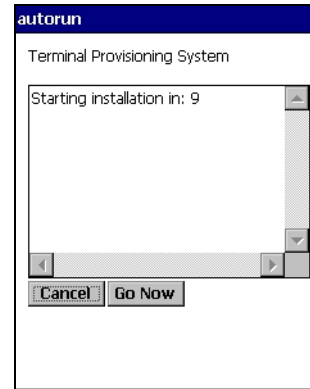 autorun
Terminal Provisioning System
Starting installation in: 9
Cancel Go Now